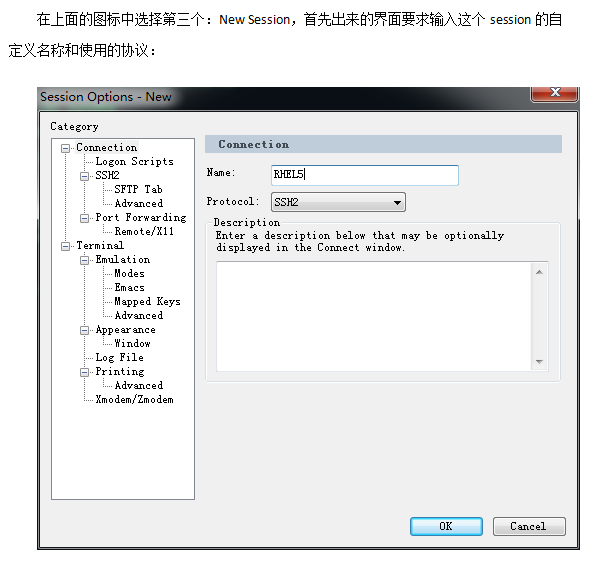 在上面的图标中选择第三个：New Session，首先出来的界面要求输入这个 session 的自
定义名称和使用的协议：
Session Options - New
Category
Connection
Logon Scripts
SSH2
SFTP Tab
Advanced
Port Forwarding
Remote/X11
Terminal
Emulation
Modes
Emacs
Mapped Keys
Advanced
Appearance
Window
Log File
Printing
Advanced
Xmodem/Zmodem
Connection
Name: RHEL5
Protocol: SSH2
Description
Enter a description below that may be optionally
displayed in the Connect window.
OK Cancel